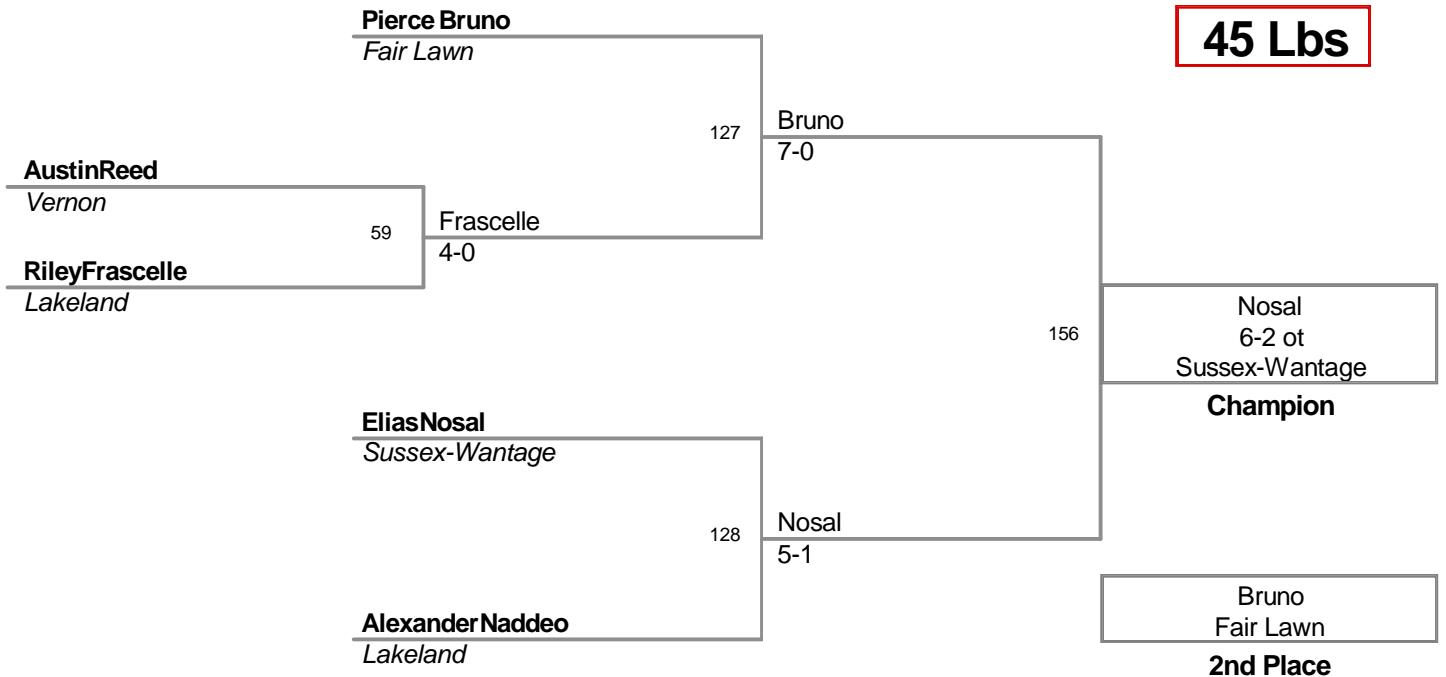 Pierce Bruno
Fair Lawn
45 Lbs
127
Bruno
7-0
AustinReed
Vernon
59
Frascelle
4-0
RileyFrascelle
Lakeland
156
Nosal
6-2 ot
Sussex-Wantage
Champion
EliasNosal
Sussex-Wantage
128
Nosal
5-1
AlexanderNaddeo
Lakeland
Bruno
Fair Lawn
2nd Place